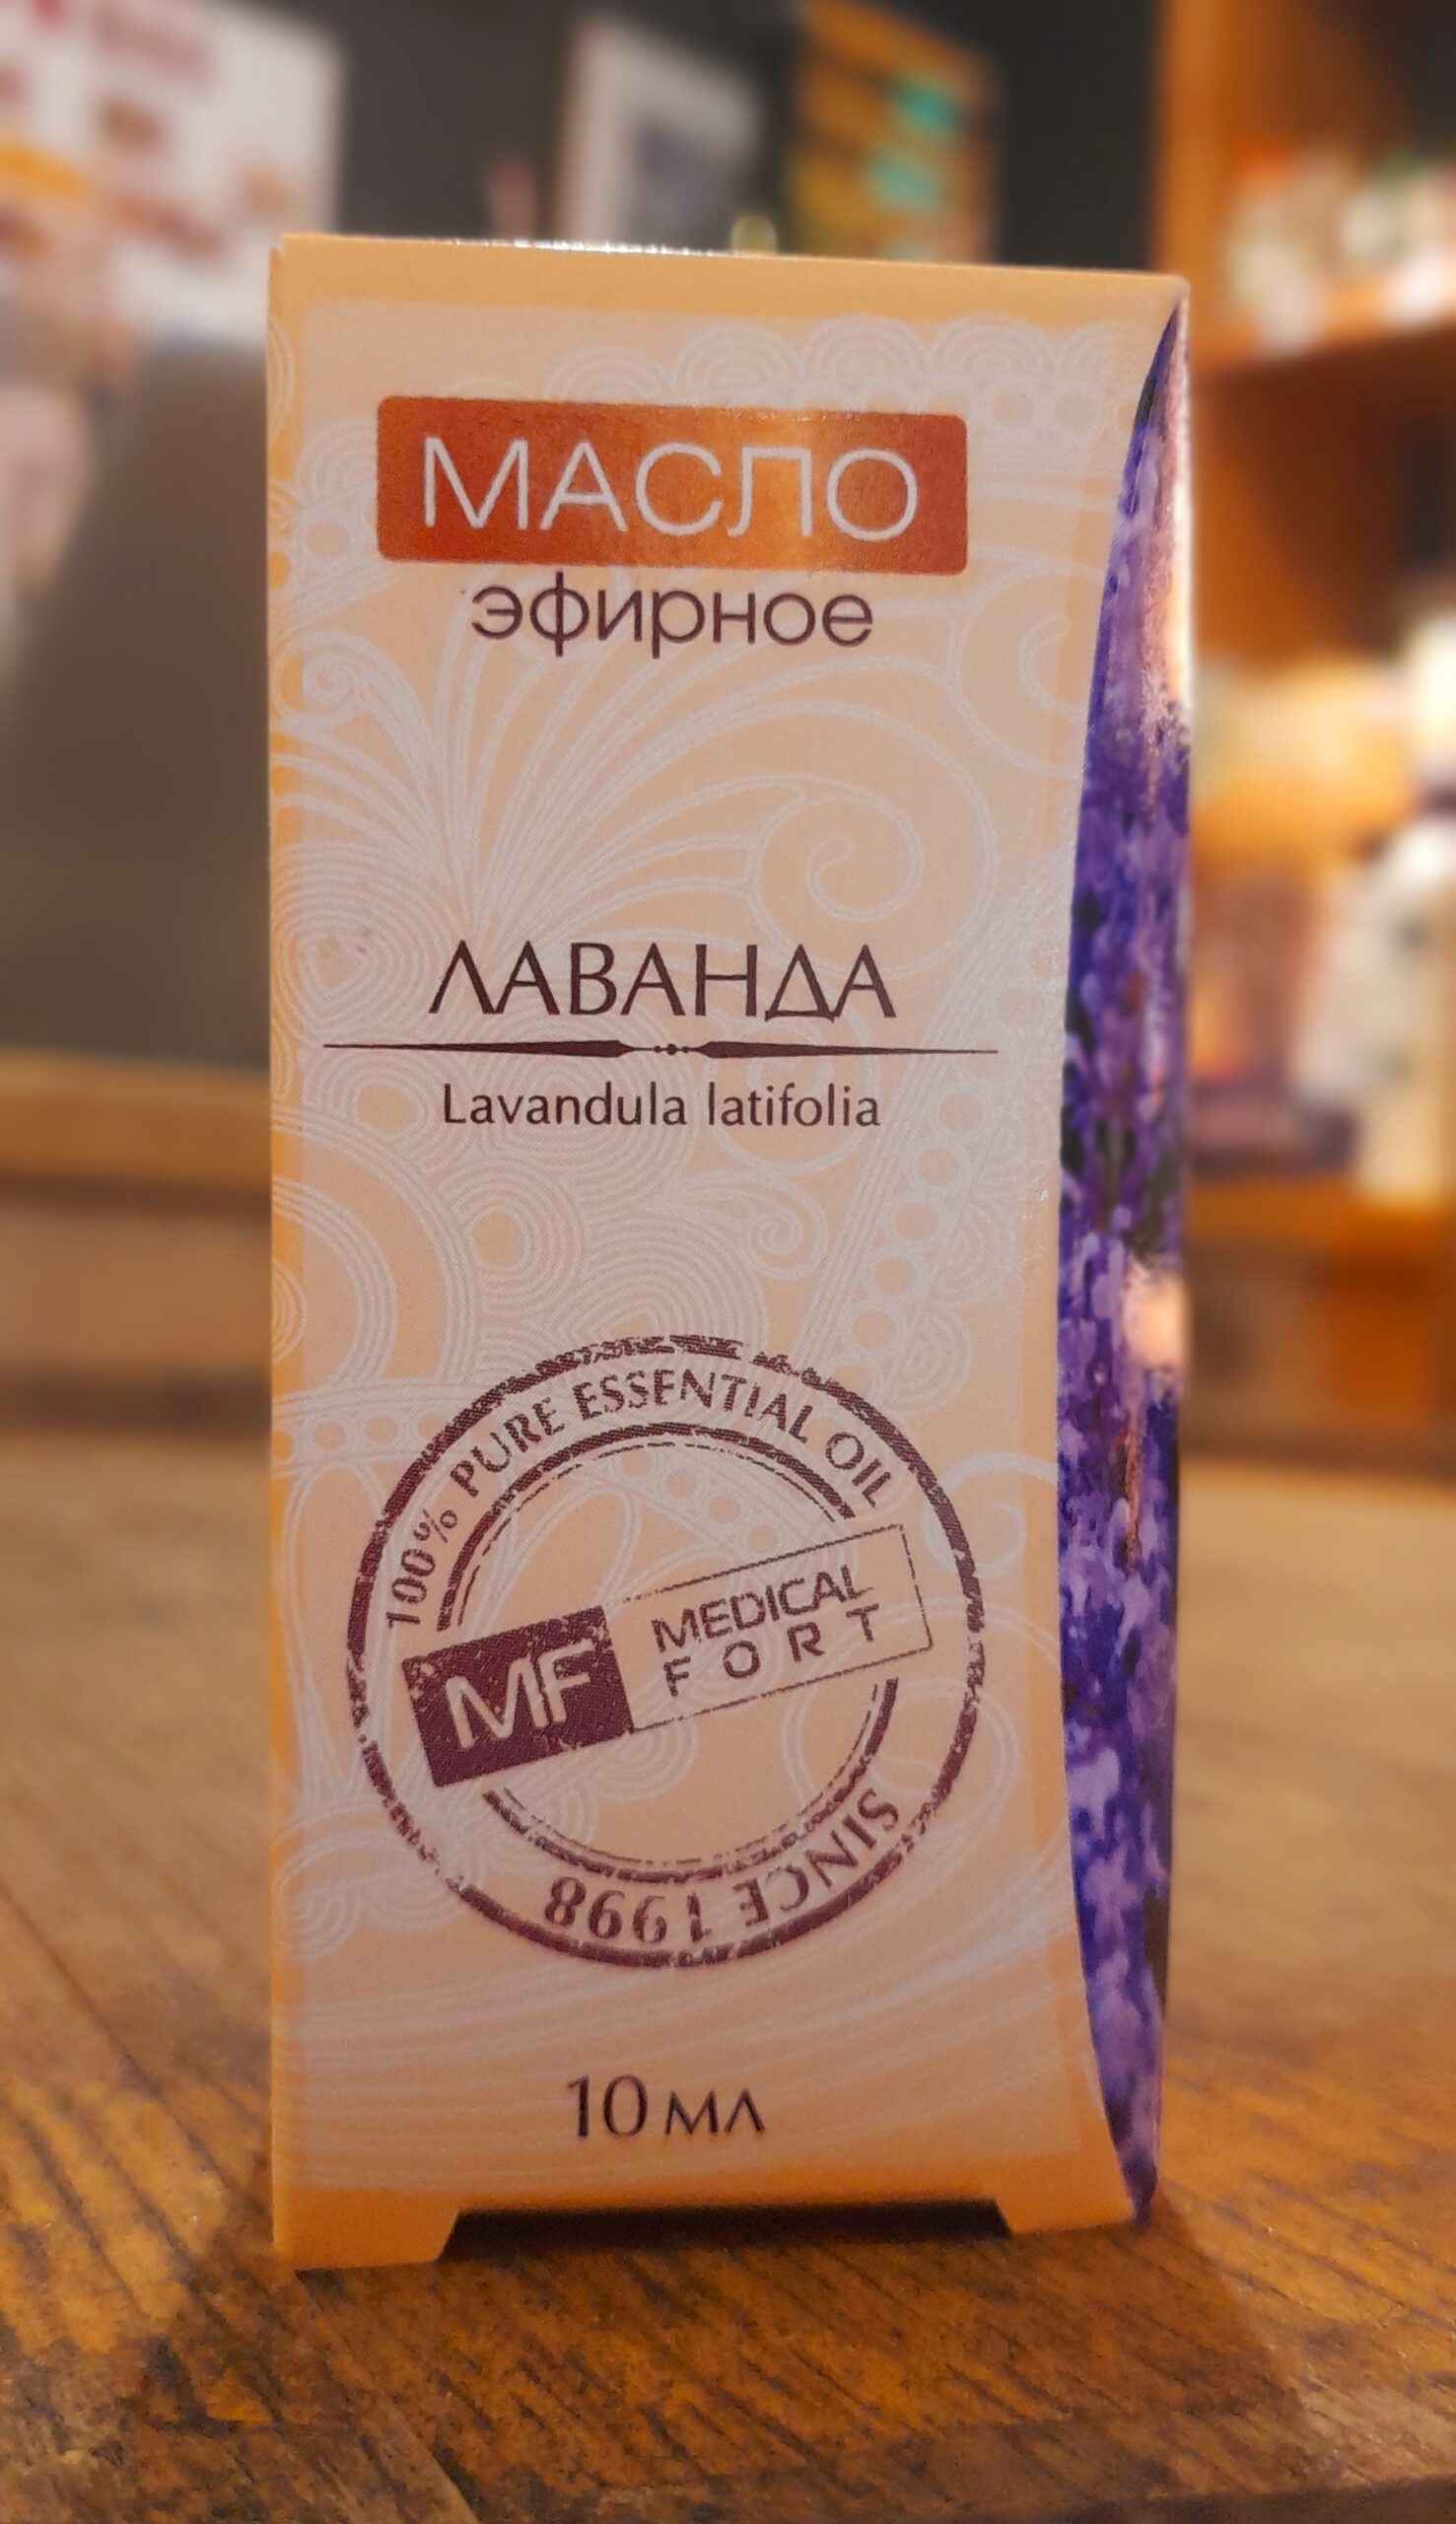 МАСЛО
эфирное
ЛАВАНДА
Lavandula latifolia
100% PURE ESSENTIAL OIL
MF
MEDICAL
FORT
SINCE 1998
10 мл